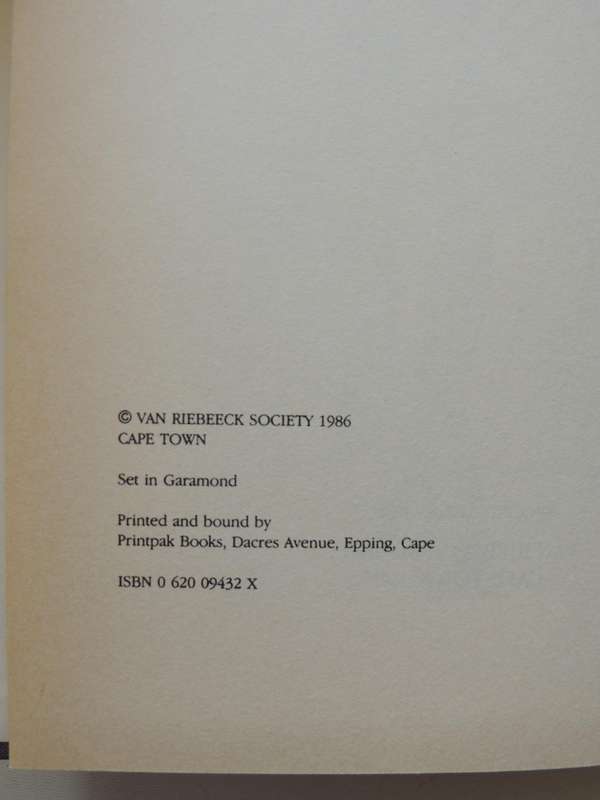 © VAN RIEBEECK SOCIETY 1986
CAPE TOWN
Set in Garamond
Printed and bound by
Printpak Books, Dacres Avenue, Epping, Cape
ISBN 0 620 09432 X